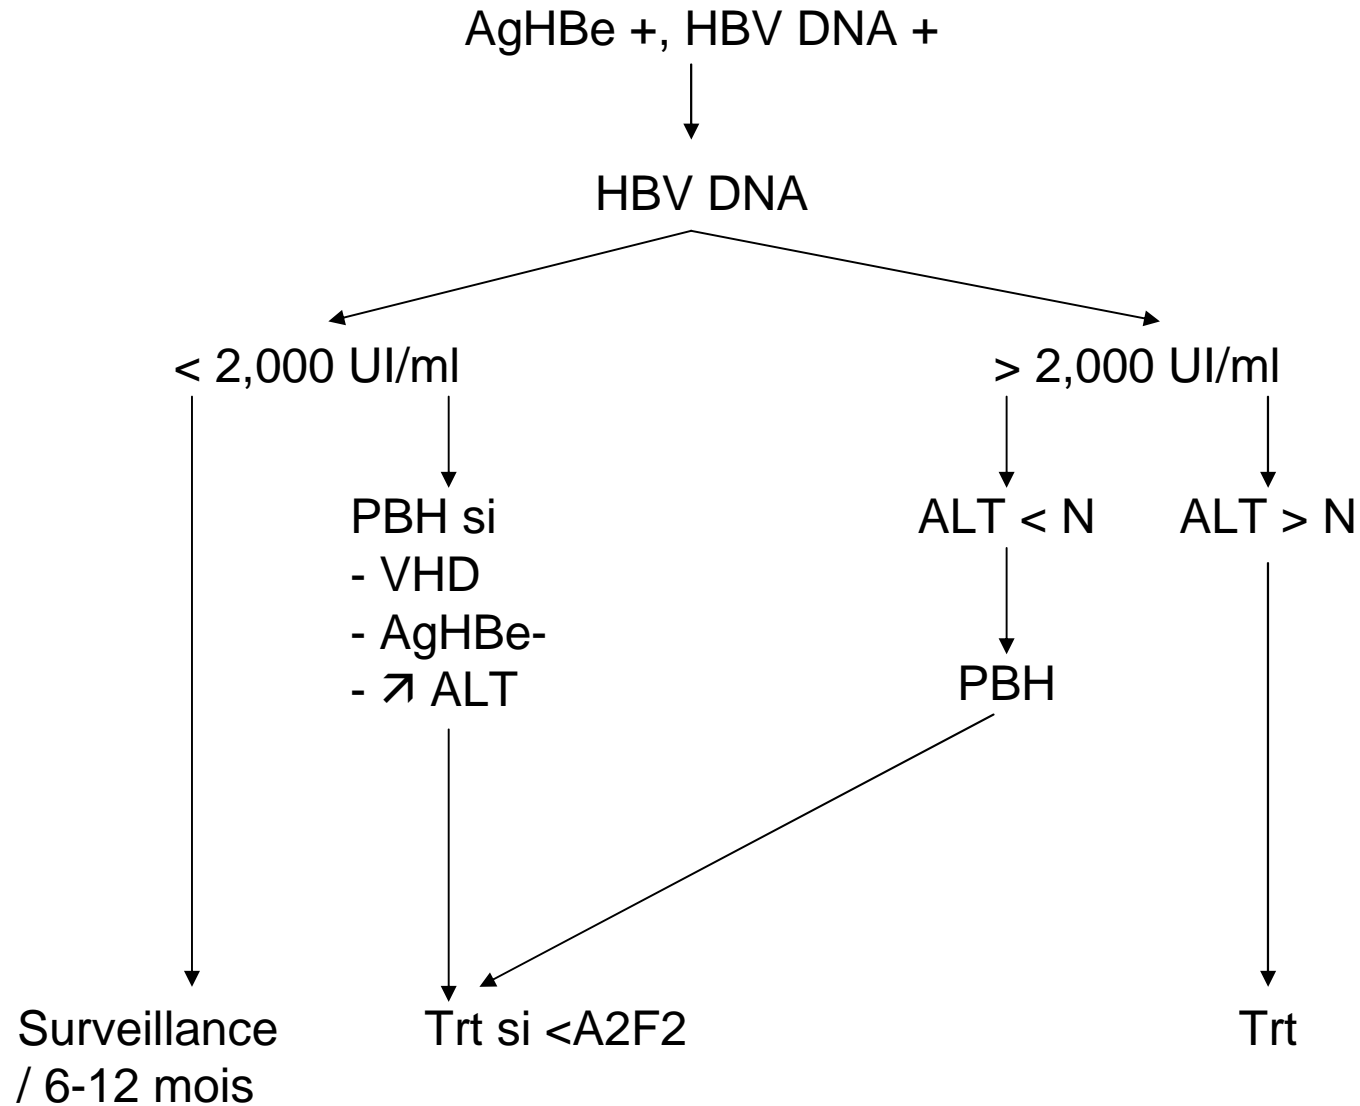 AgHBe +, HBV DNA +
HBV DNA
< 2,000 UI/ml
> 2,000 UI/ml
PBH si
- VHD
- AgHBe-
- ↗ ALT
ALT < N
ALT > N
PBH
Surveillance
/ 6-12 mois
Trt si <A2F2
Trt